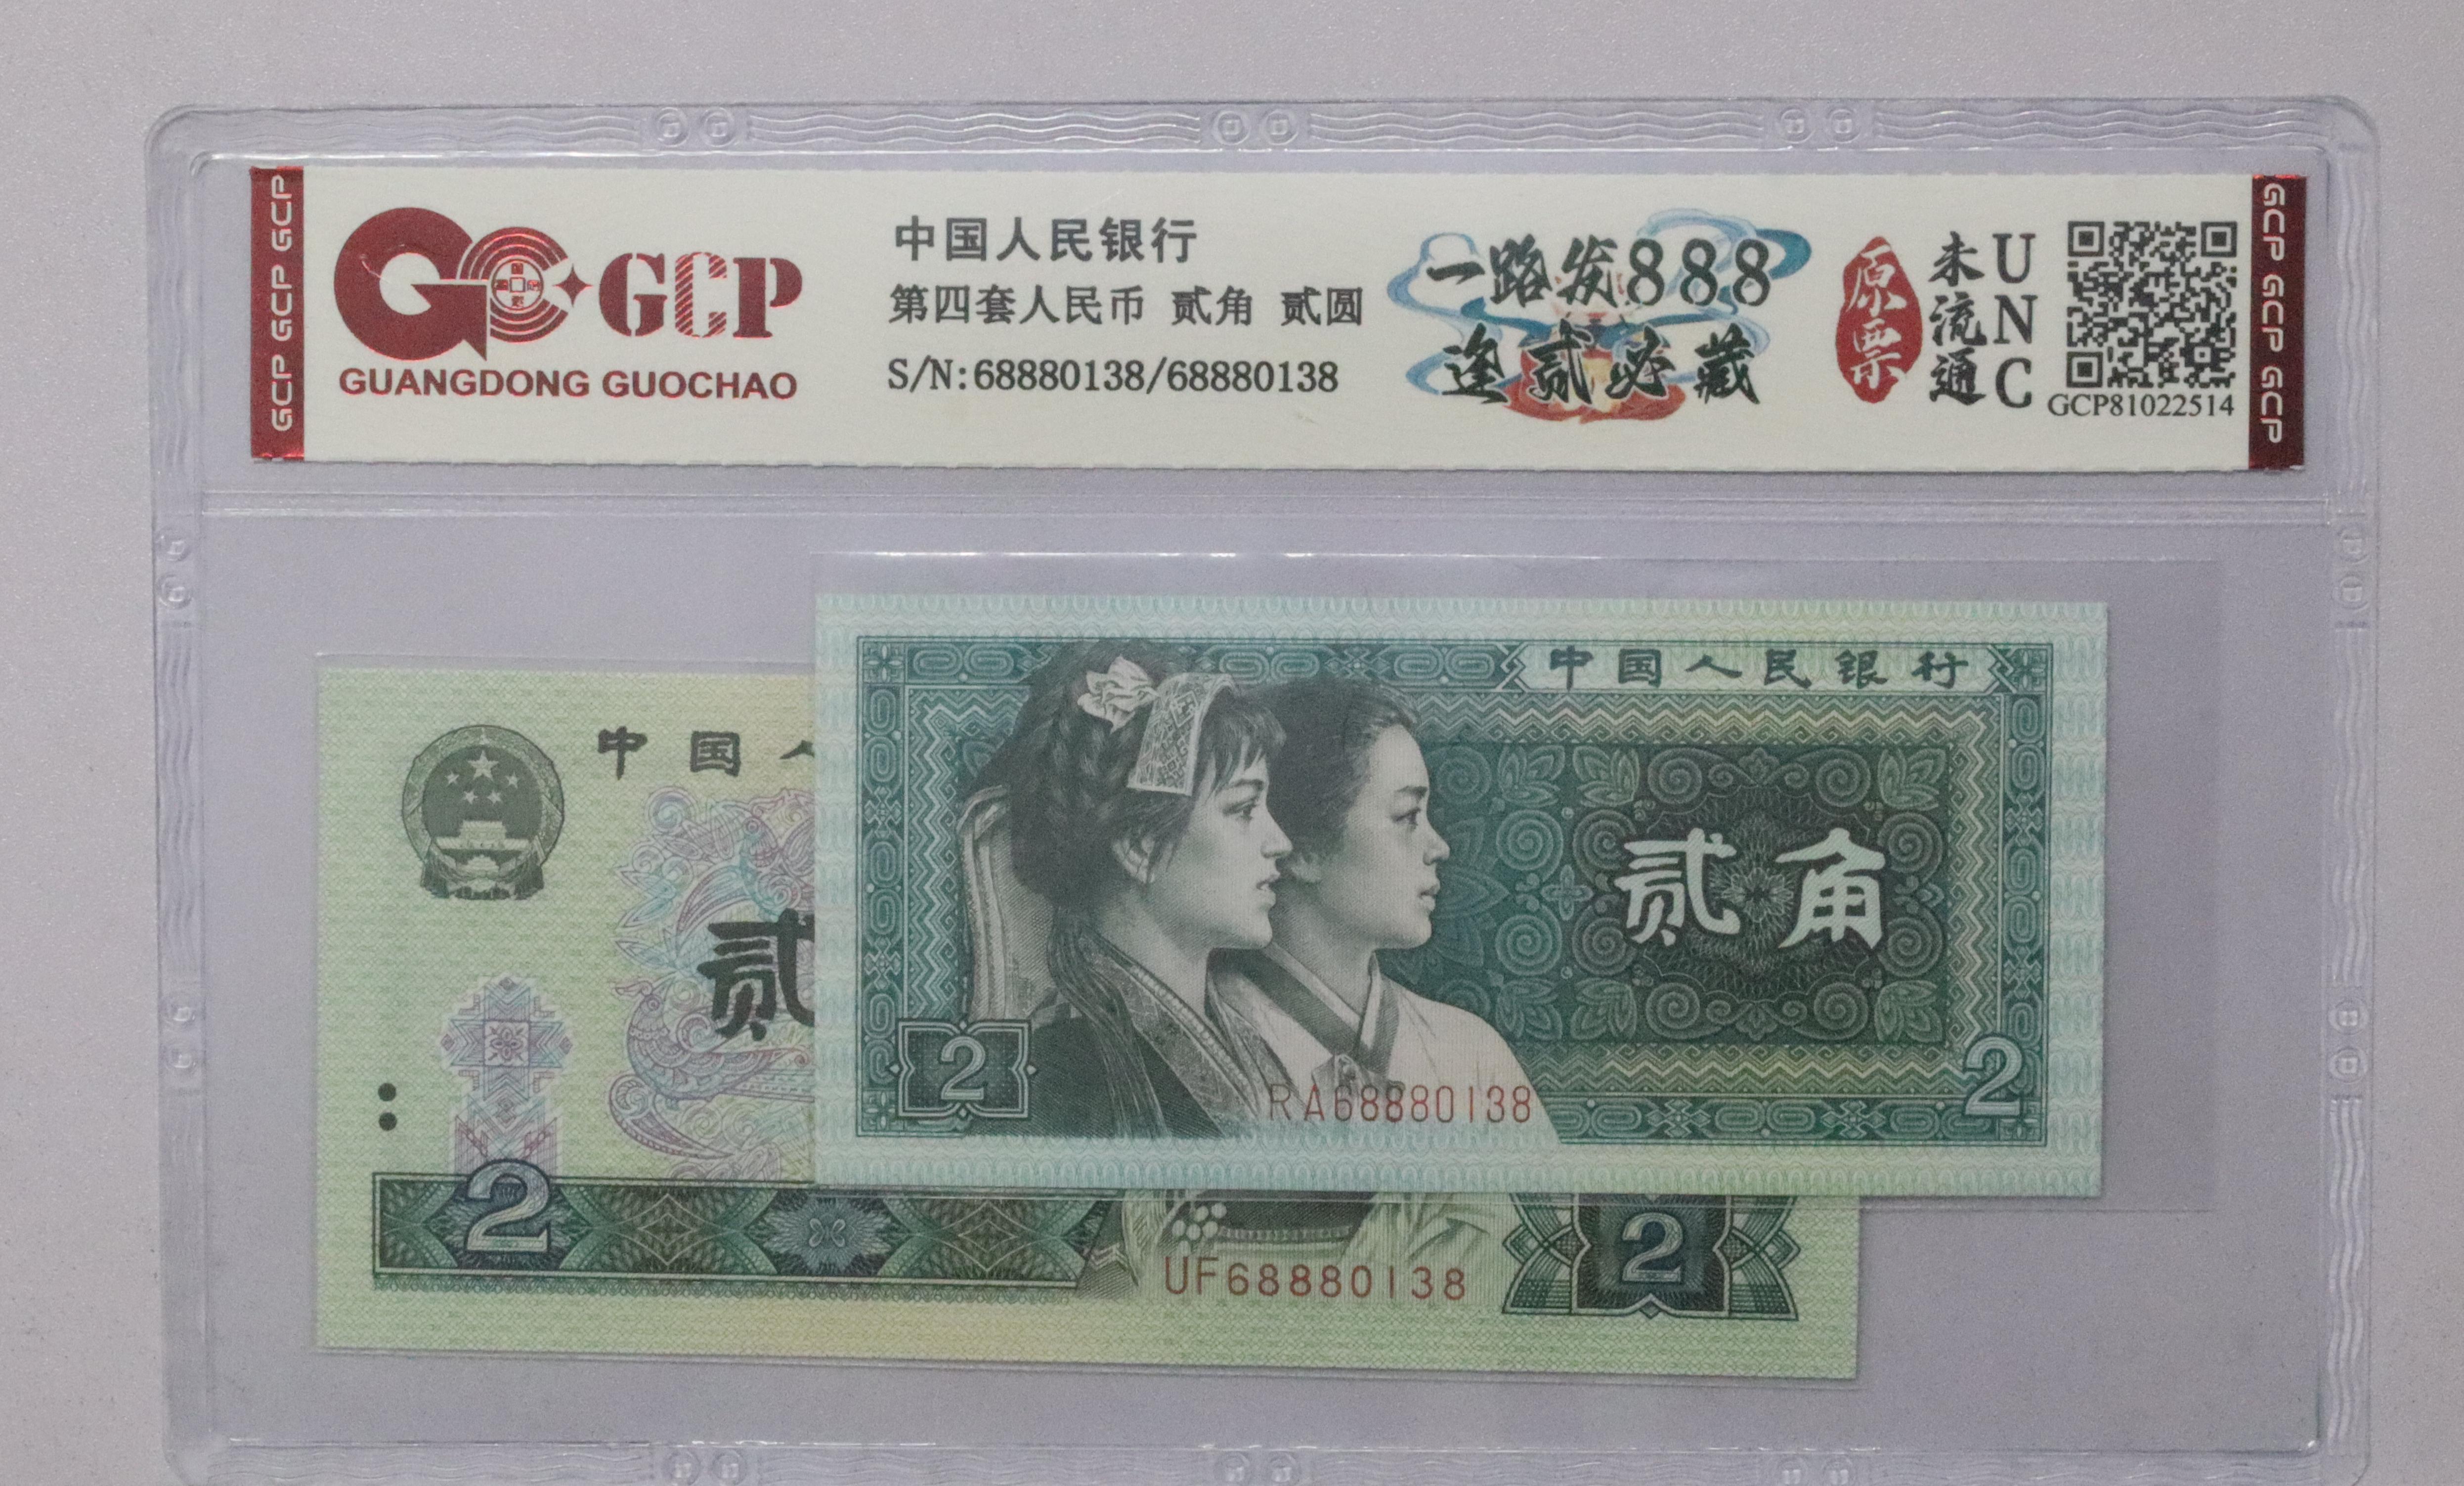 GCP GCP GCP
GCP
GUANGDONG GUOCHAO
中国人民银行
第四套人民币 贰角 贰圆
S/N:68880138/68880138
一路发888
逢贰必藏
原票
未流通
UNC
GCP81022514
GCP GCP GCP
中国人民银行
贰角
2
2
RA68880138
中国人
贰
2
2
UF68880138